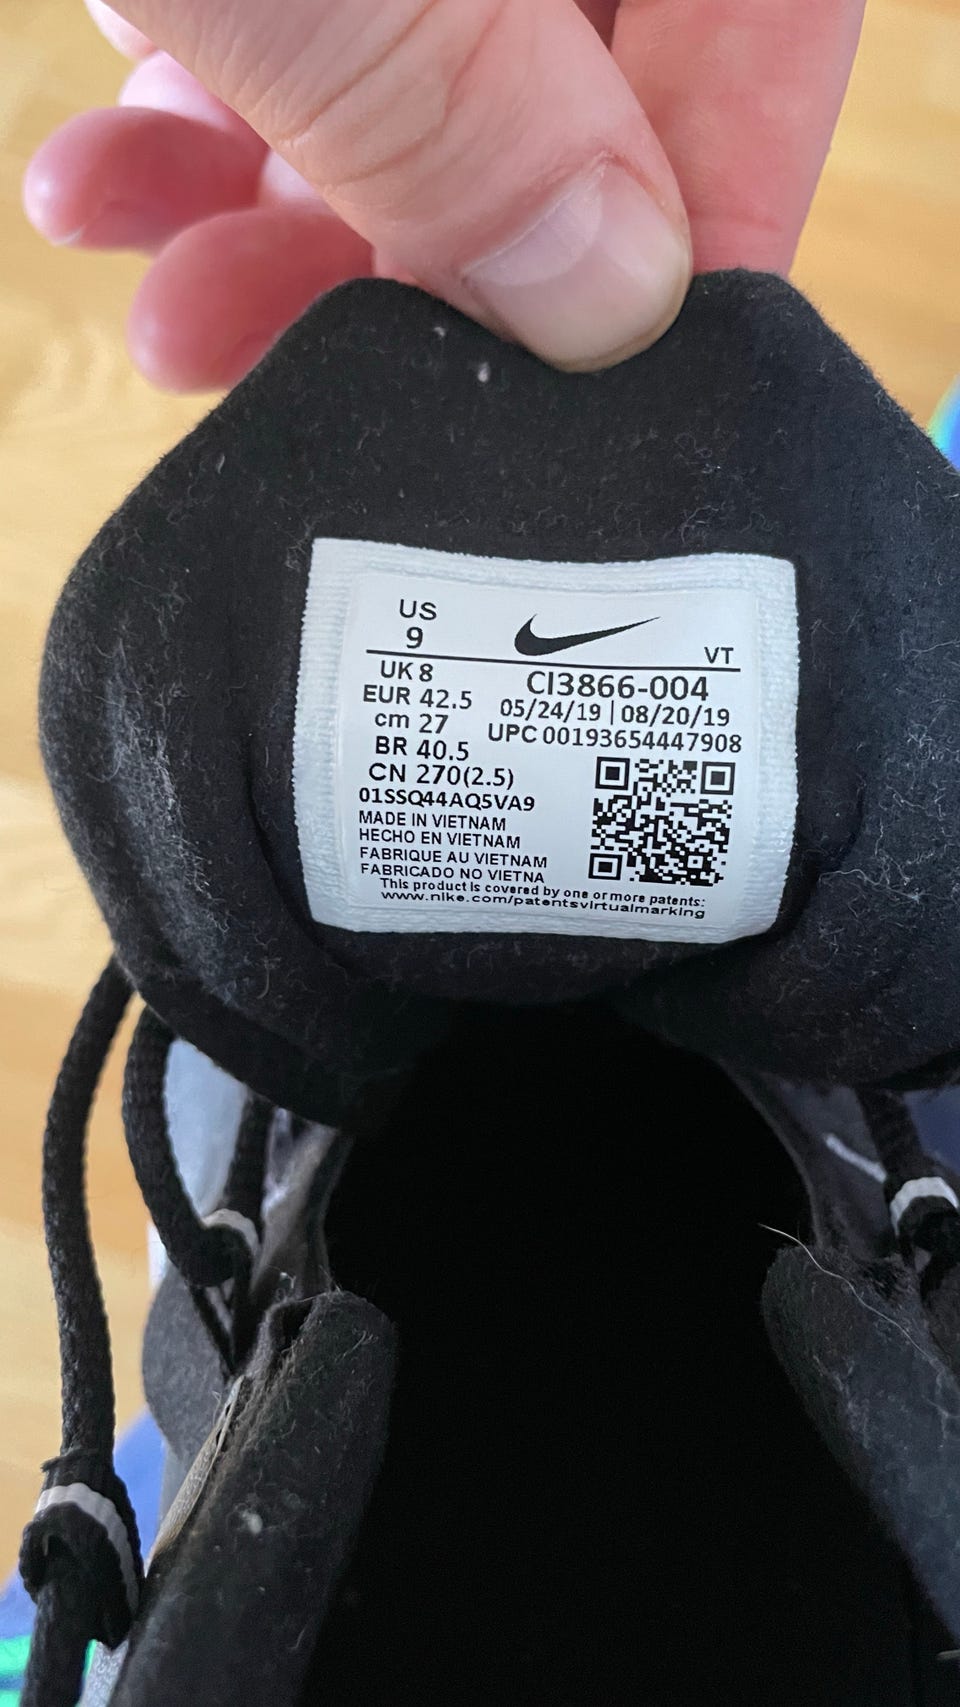 US
9
VT
UK 8
EUR 42.5
cm 27
BR 40.5
CN 270(2.5)
CI3866-004
05/24/19 | 08/20/19
UPC 00193654447908
01SSQ44AQ5VA9
MADE IN VIETNAM
HECHO EN VIETNAM
FABRIQUE AU VIETNAM
FABRICADO NO VIETNA
This product is covered by one or more patents:
www.nike.com/patentsvirtualmarking